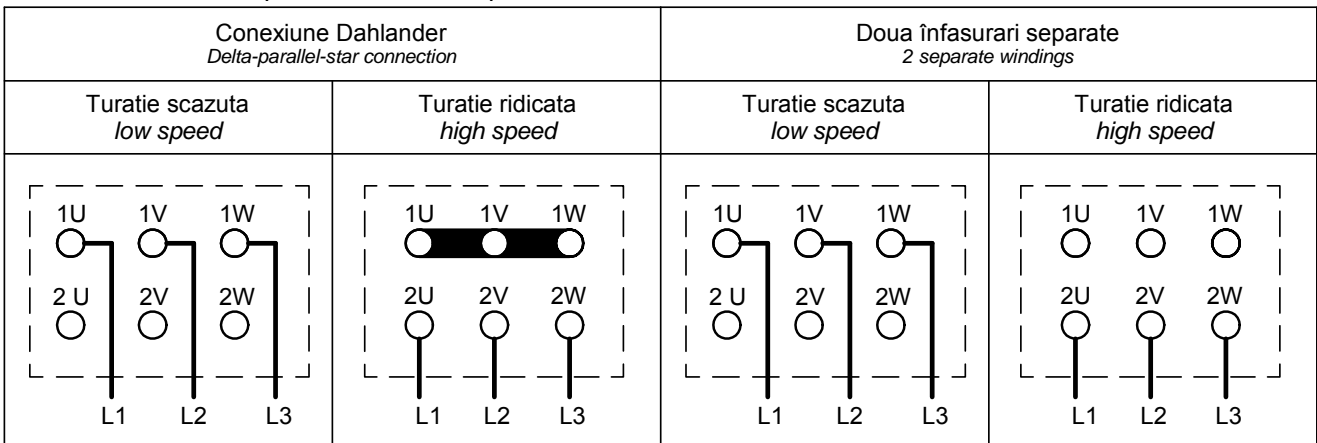 Conexiune Dahlander
Delta-parallel-star connection
Doua înfasurari separate
2 separate windings
Turatie scazuta
low speed
Turatie ridicata
high speed
Turatie scazuta
low speed
Turatie ridicata
high speed
1U 1V 1W
2 U 2V 2W
L1 L2 L3
1U 1V 1W
2U 2V 2W
L1 L2 L3
1U 1V 1W
2 U 2V 2W
L1 L2 L3
1U 1V 1W
2U 2V 2W
L1 L2 L3